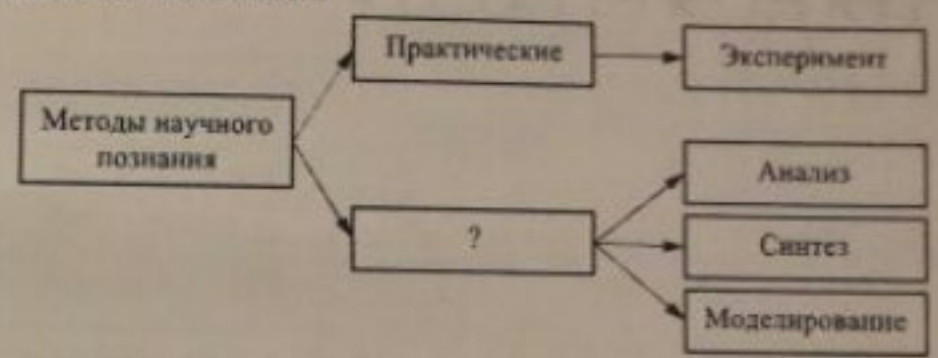 Практические
Эксперимент
Методы научного
познания
Анализ
?
Синтез
Моделирование